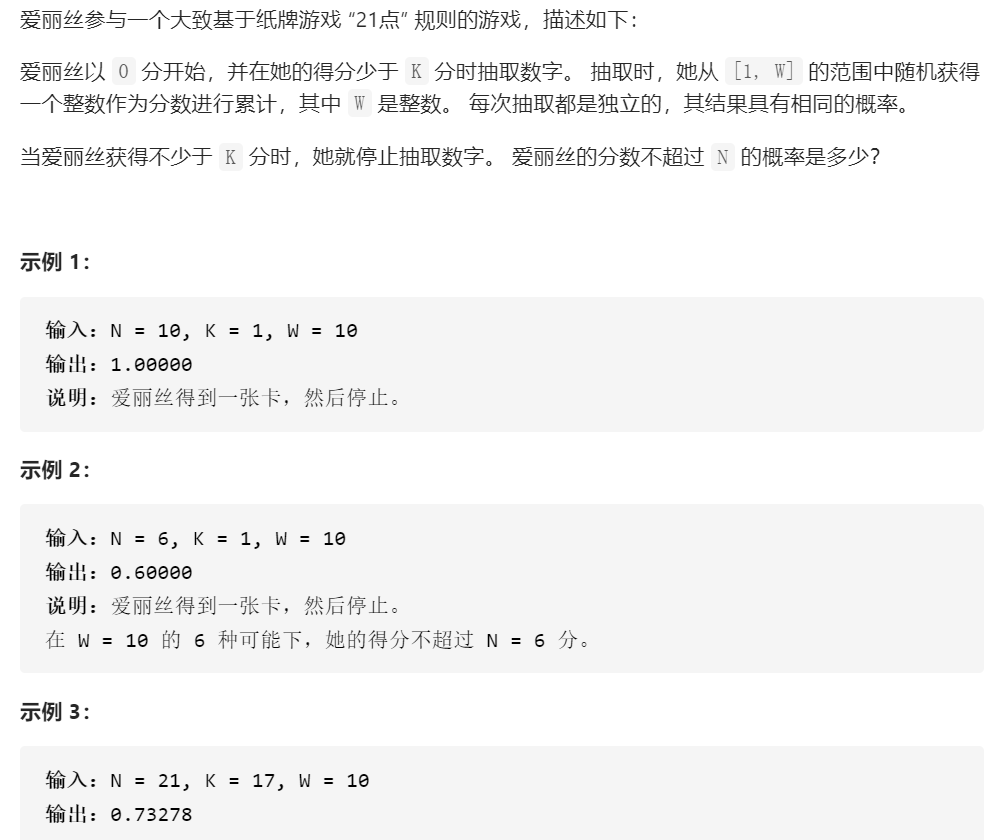 爱丽丝参与一个大致基于纸牌游戏 “21点” 规则的游戏，描述如下：
爱丽丝以 0 分开始，并在她的得分少于 K 分时抽取数字。 抽取时，她从 [1, W] 的范围中随机获得
一个整数作为分数进行累计，其中 W 是整数。 每次抽取都是独立的，其结果具有相同的概率。
当爱丽丝获得不少于 K 分时，她就停止抽取数字。 爱丽丝的分数不超过 N 的概率是多少？
示例 1：
输入：N = 10, K = 1, W = 10
输出：1.00000
说明：爱丽丝得到一张卡，然后停止。
示例 2：
输入：N = 6, K = 1, W = 10
输出：0.60000
说明：爱丽丝得到一张卡，然后停止。
在 W = 10 的 6 种可能下，她的得分不超过 N = 6 分。
示例 3：
输入：N = 21, K = 17, W = 10
输出：0.73278